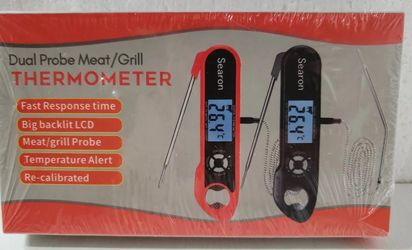 Dual Probe Meat/Grill
THERMOMETER
Fast Response time
Big backlit LCD
Meat/grill Probe
Temperature Alert
Re-calibrated
Searon
26.4°C
Searon
26.4°C